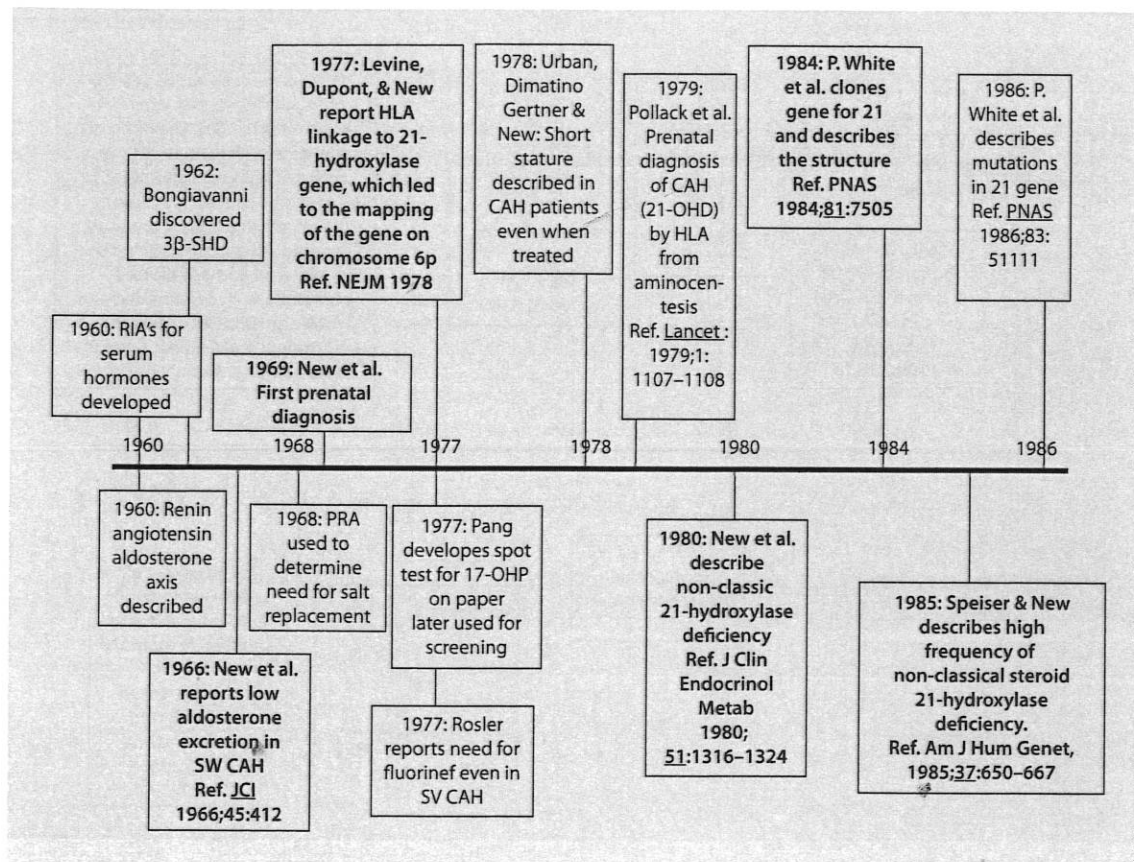 1977: Levine,
Dupont, & New
report HLA
linkage to 21-
hydroxylase
gene, which led
to the mapping
of the gene on
chromosome 6p
Ref. NEJM 1978
1978: Urban,
Dimatino
Gertner &
New: Short
stature
described in
CAH patients
even when
treated
1979:
Pollack et al.
Prenatal
diagnosis
of CAH
(21-OHD)
by HLA
from
aminocen-
tesis
Ref. Lancet :
1979;1:
1107–1108
1984: P. White
et al. clones
gene for 21
and describes
the structure
Ref. PNAS
1984;81:7505
1986: P.
White et al.
describes
mutations
in 21 gene
Ref. PNAS
1986;83:
51111
1962:
Bongiavanni
discovered
3β-SHD
1960: RIA's for
serum
hormones
developed
1969: New et al.
First prenatal
diagnosis
1960
1968
1977
1978
1980
1984
1986
1960: Renin
angiotensin
aldosterone
axis
described
1968: PRA
used to
determine
need for salt
replacement
1977: Pang
developes spot
test for 17-OHP
on paper
later used for
screening
1980: New et al.
describe
non-classic
21-hydroxylase
deficiency
Ref. J Clin
Endocrinol
Metab
1980;
51:1316–1324
1985: Speiser & New
describes high
frequency of
non-classical steroid
21-hydroxylase
deficiency.
Ref. Am J Hum Genet,
1985;37:650–667
1966: New et al.
reports low
aldosterone
excretion in
SW CAH
Ref. JCI
1966;45:412
1977: Rosler
reports need for
fluorinef even in
SV CAH